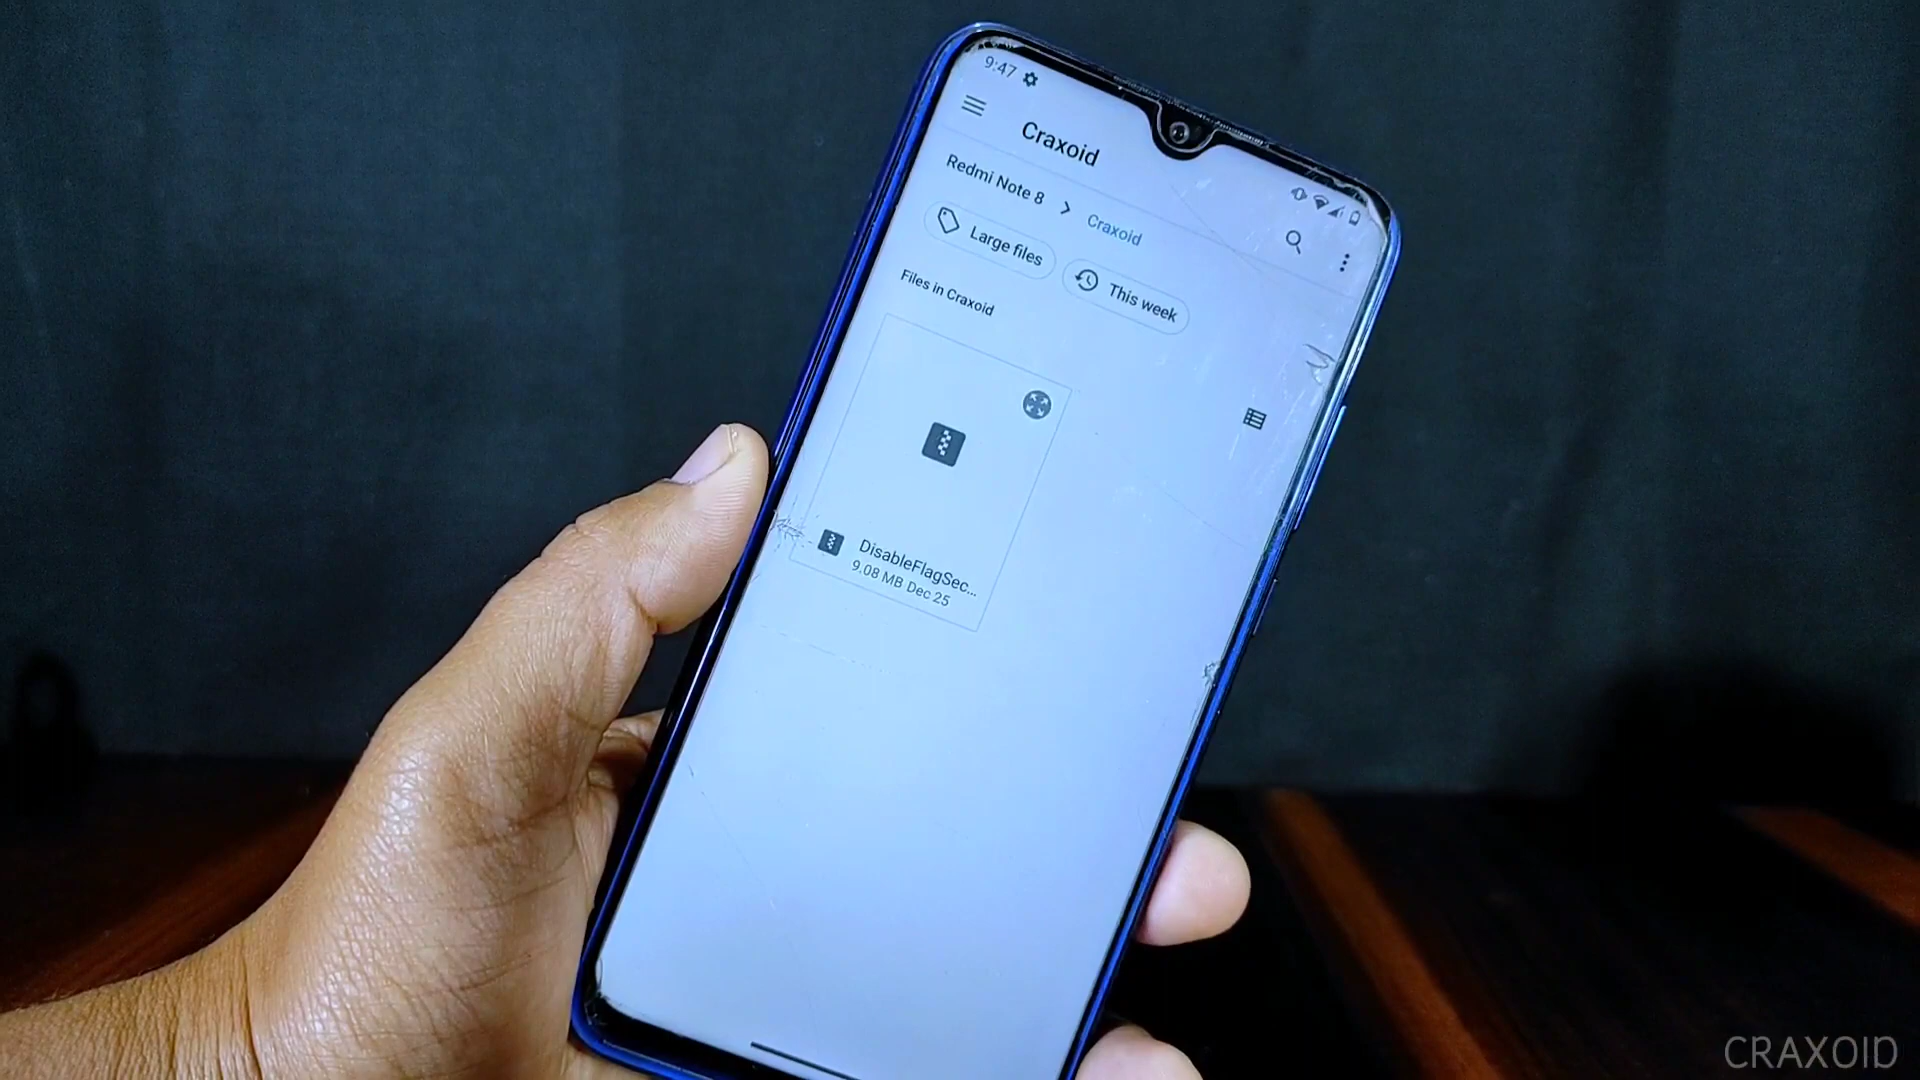 9:47
Craxoid
Redmi Note 8 > Craxoid
Large files
This week
Files in Craxoid
DisableFlagSec...
9.08 MB Dec 25
CRAXOID